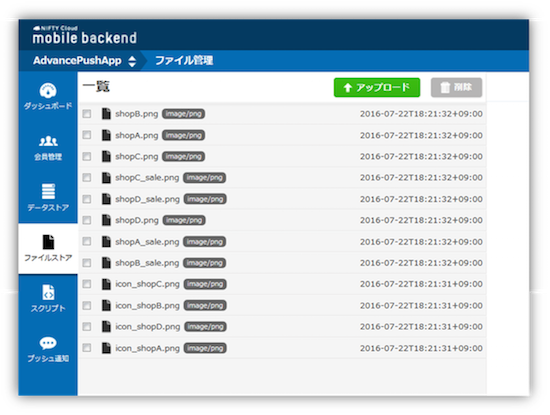 NIFTY Cloud
mobile backend
AdvancePushApp ファイル管理
一覧 アップロード 削除
ダッシュボード
会員管理
データストア
ファイルストア
スクリプト
プッシュ通知
shopB.png image/png 2016-07-22T18:21:32+09:00
shopA.png image/png 2016-07-22T18:21:32+09:00
shopC.png image/png 2016-07-22T18:21:32+09:00
shopC_sale.png image/png 2016-07-22T18:21:32+09:00
shopD_sale.png image/png 2016-07-22T18:21:32+09:00
shopD.png image/png 2016-07-22T18:21:32+09:00
shopA_sale.png image/png 2016-07-22T18:21:32+09:00
shopB_sale.png image/png 2016-07-22T18:21:32+09:00
icon_shopC.png image/png 2016-07-22T18:21:31+09:00
icon_shopB.png image/png 2016-07-22T18:21:31+09:00
icon_shopD.png image/png 2016-07-22T18:21:31+09:00
icon_shopA.png image/png 2016-07-22T18:21:31+09:00